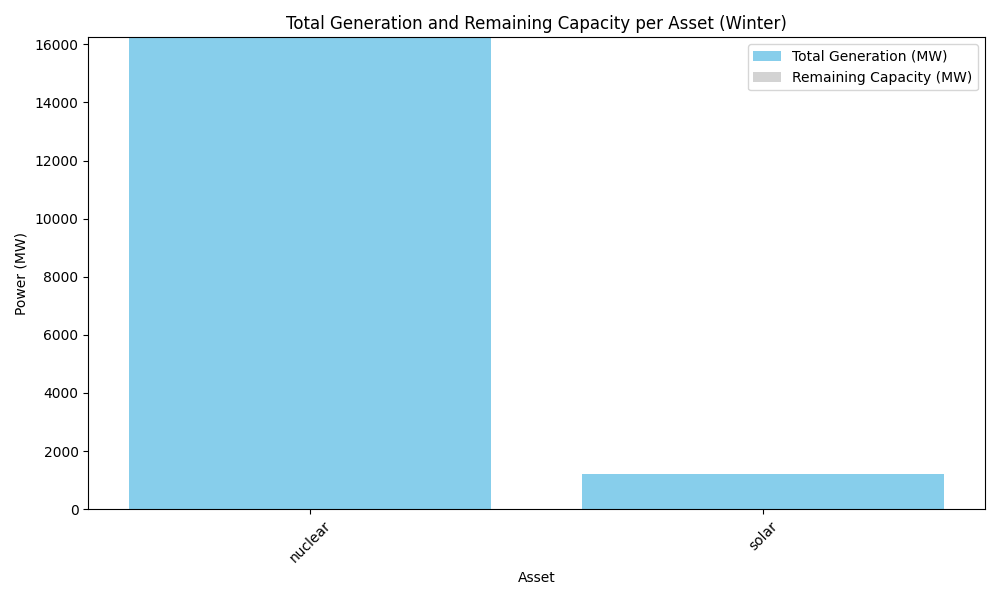 Total Generation and Remaining Capacity per Asset (Winter)
Total Generation (MW)
Remaining Capacity (MW)
Power (MW)
16000
14000
12000
10000
8000
6000
4000
2000
0
nuclear
solar
Asset